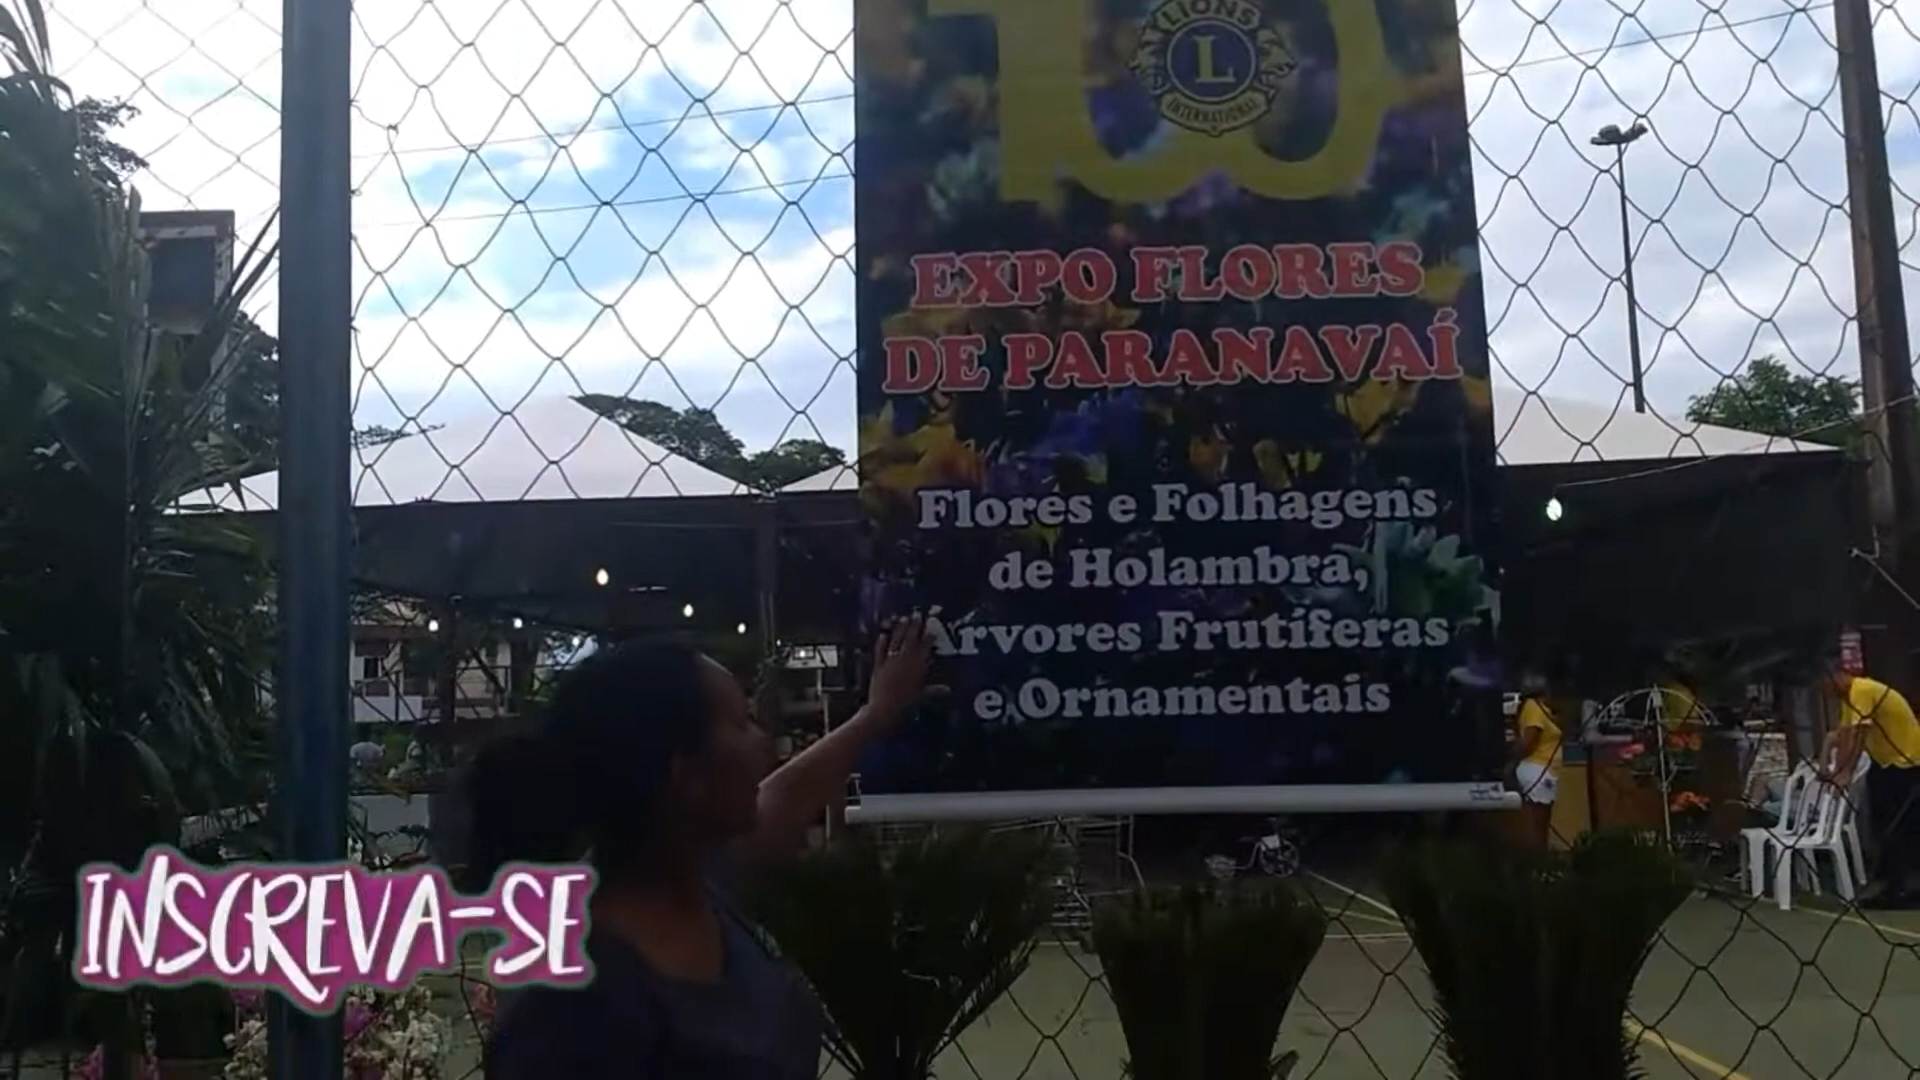 LIONS
L
INTERNATIONAL
EXPO FLORES
DE PARANAVAÍ
Flores e Folhagens
de Holambra,
Árvores Frutíferas
e Ornamentais
INSCREVA-SE